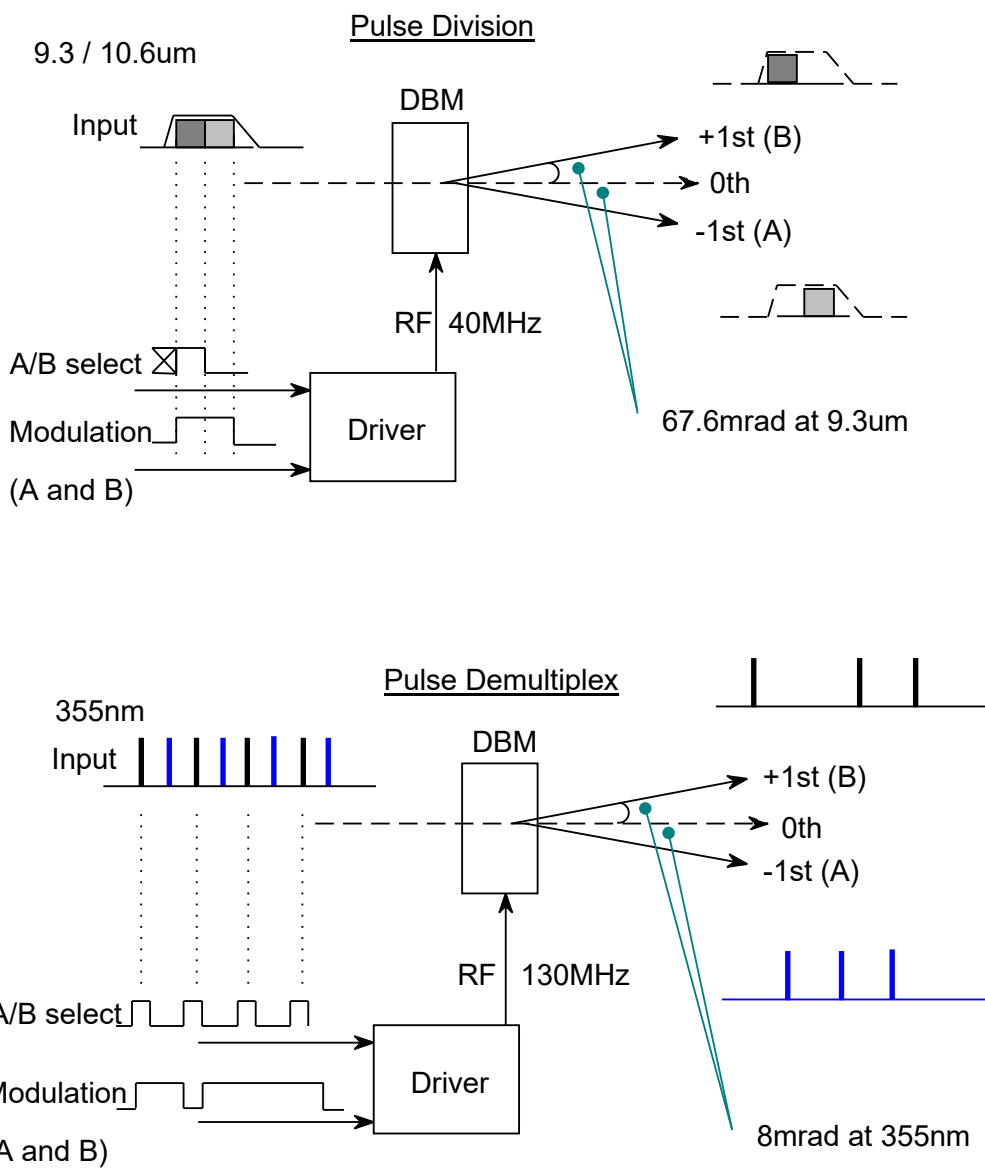 Pulse Division
9.3 / 10.6um
DBM
Input
+1st (B)
0th
-1st (A)
RF 40MHz
A/B select
Driver
67.6mrad at 9.3um
Modulation
(A and B)
Pulse Demultiplex
355nm
DBM
Input
+1st (B)
0th
-1st (A)
RF 130MHz
A/B select
Driver
Modulation
8mrad at 355nm
A and B)